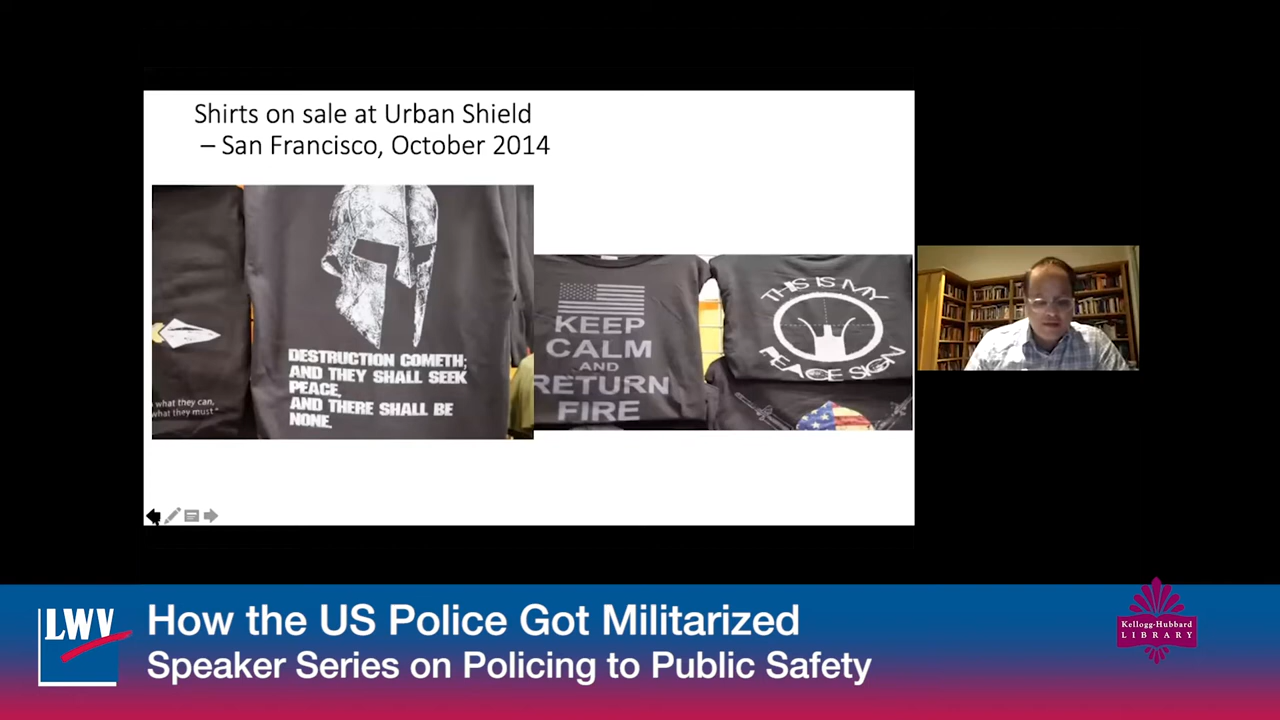 Shirts on sale at Urban Shield
– San Francisco, October 2014
what they can,
what they must."
DESTRUCTION COMETH;
AND THEY SHALL SEEK
PEACE,
AND THERE SHALL BE
NONE.
KEEP
CALM
AND
RETURN
FIRE
THIS IS MY
PEACE SIGN
LWV
How the US Police Got Militarized
Speaker Series on Policing to Public Safety
Kellogg-Hubbard
LIBRARY